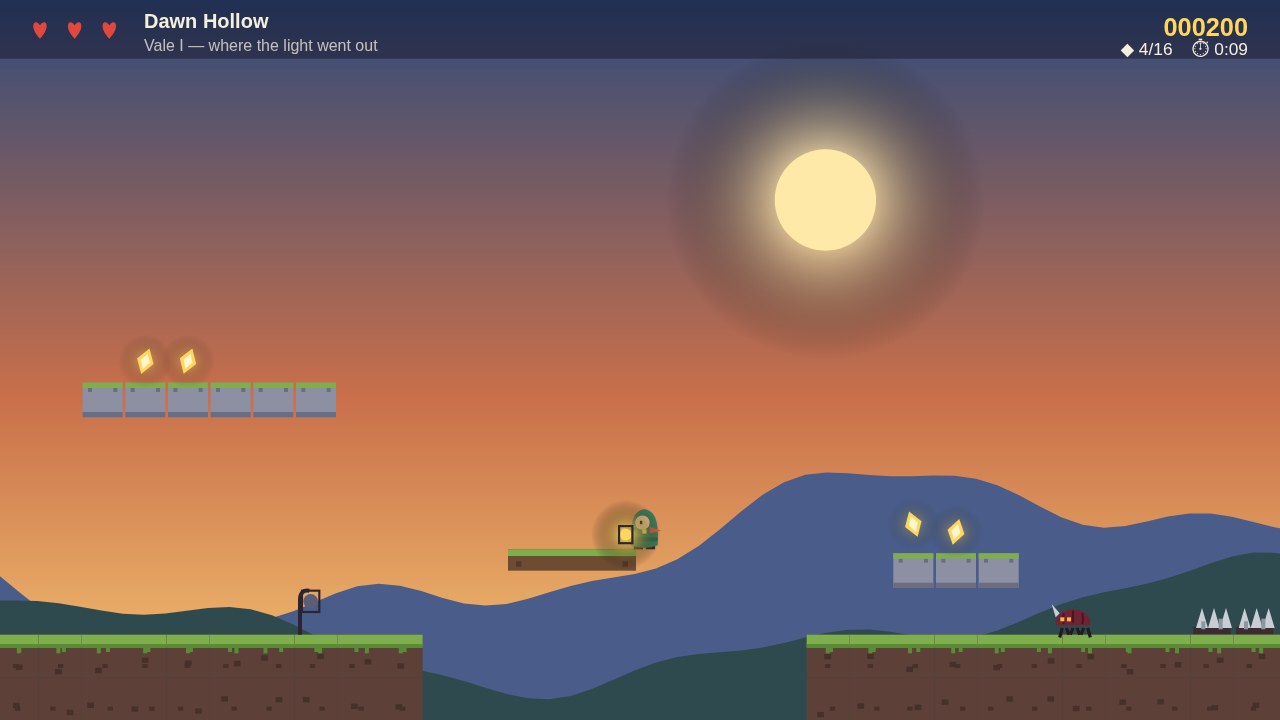 Dawn Hollow
Vale I — where the light went out
000200
◆ 4/16 ⏱ 0:09